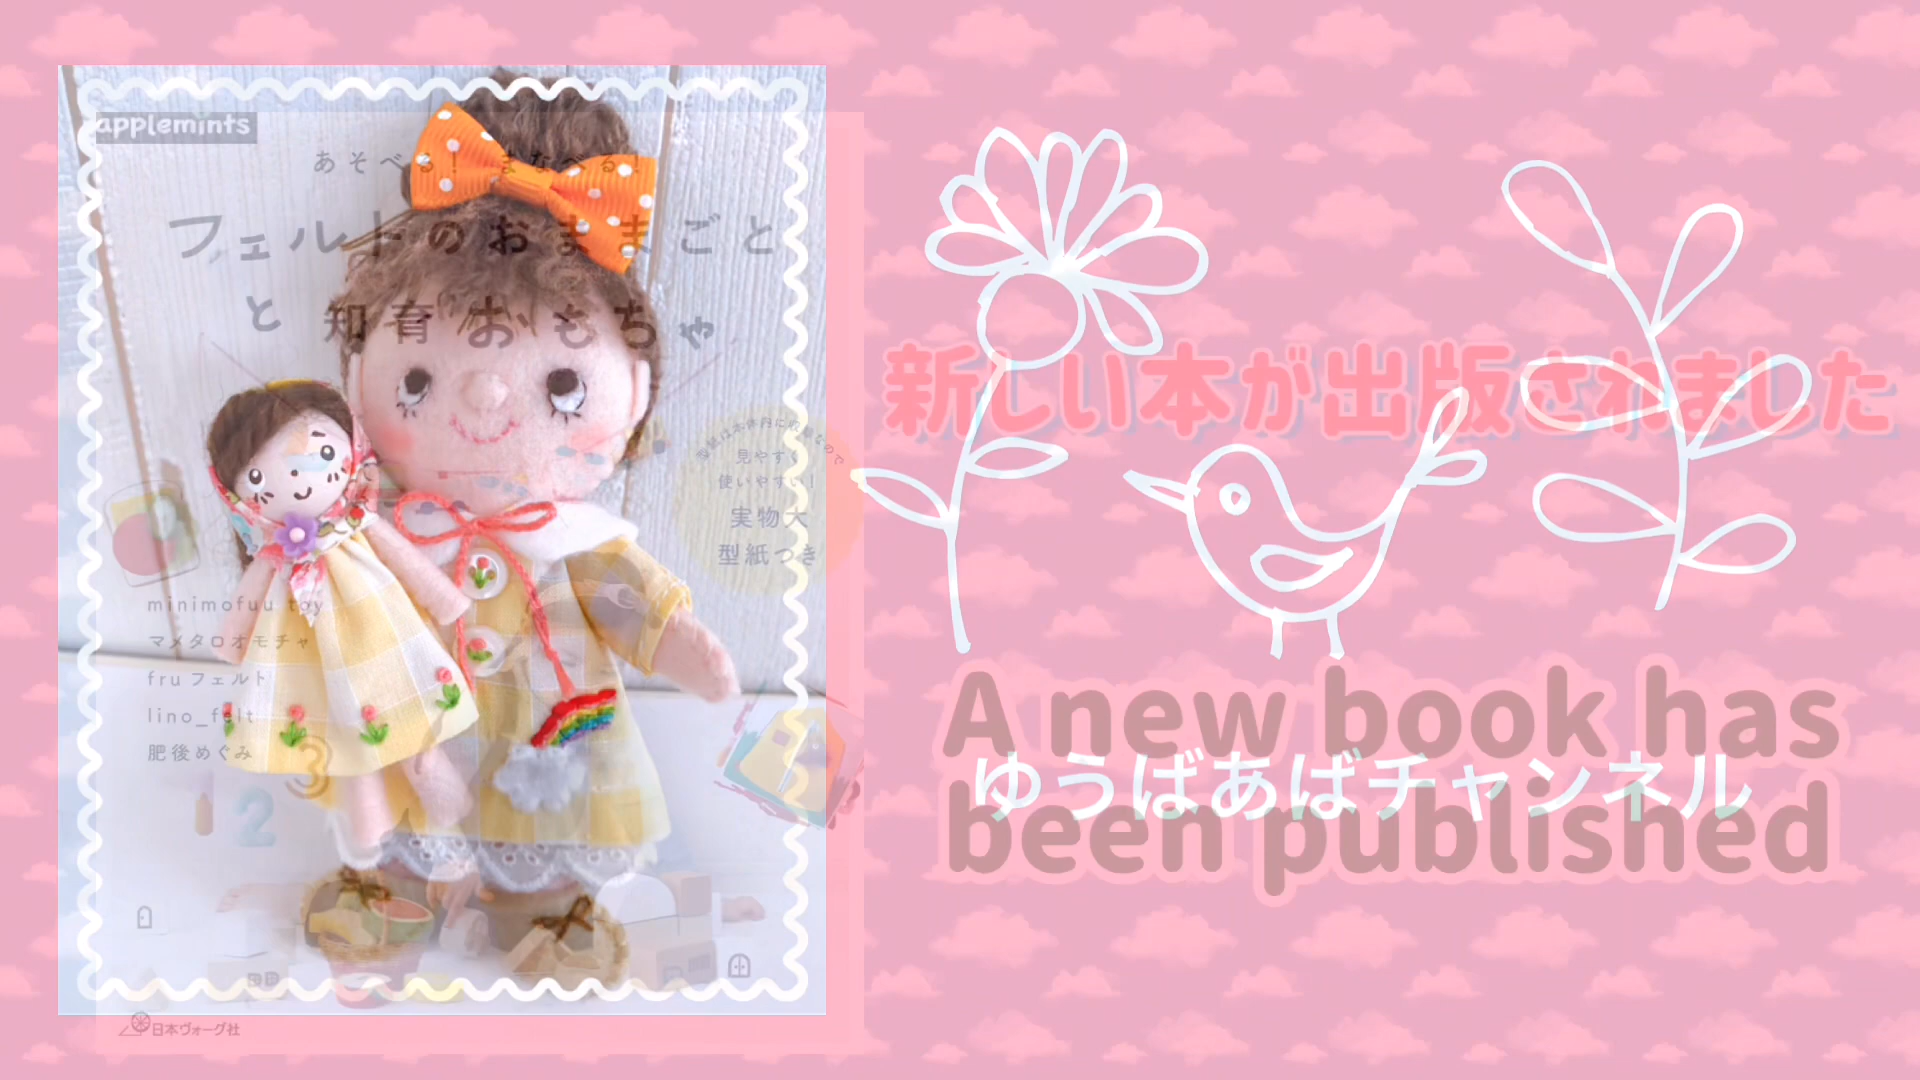 applemints
あそべる! まなべる!
フェルトのおままごと
と知育おもちゃ
型紙は本体内に収録なので
見やすく
使いやすい!
実物大
型紙つき
minimofuu toy
マメタロオモチャ
fru フェルト
lino_felt
肥後めぐみ
3
2
日本ヴォーグ社
新しい本が出版されました
A new book has
been published
ゆうばあばチャンネル